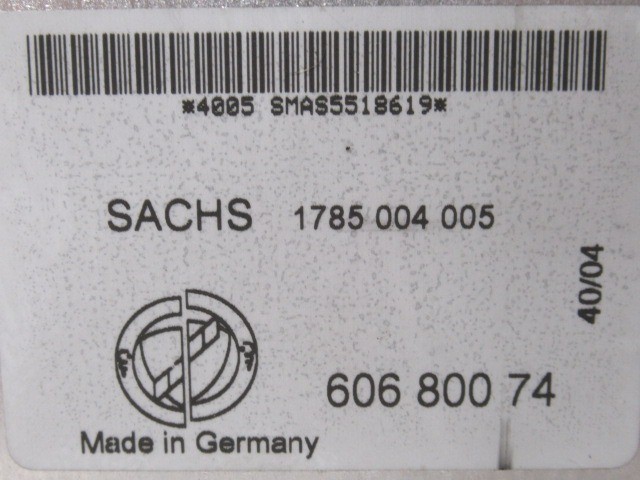 *4005 SMAS5518619*
SACHS 1785 004 005
40/04
606 800 74
Made in Germany